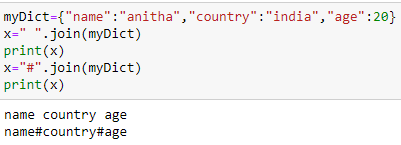 myDict={"name":"anitha","country":"india","age":20}
x=" ".join(myDict)
print(x)
x="#".join(myDict)
print(x)
name country age
name#country#age